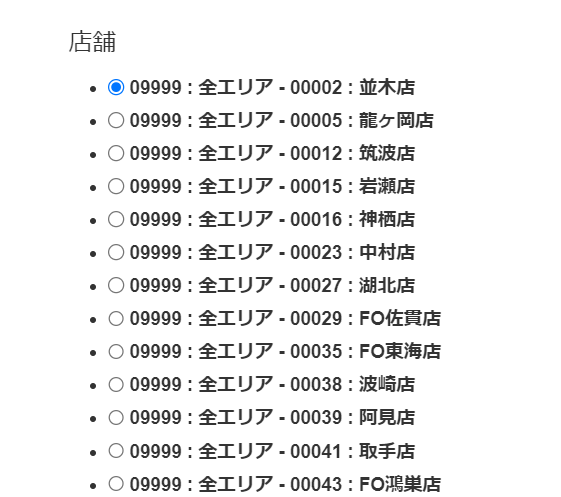 店舗
09999 : 全エリア - 00002 : 並木店
09999 : 全エリア - 00005 : 龍ケ岡店
09999 : 全エリア - 00012 : 筑波店
09999 : 全エリア - 00015 : 岩瀬店
09999 : 全エリア - 00016 : 神栖店
09999 : 全エリア - 00023 : 中村店
09999 : 全エリア - 00027 : 湖北店
09999 : 全エリア - 00029 : FO佐貫店
09999 : 全エリア - 00035 : FO東海店
09999 : 全エリア - 00038 : 波崎店
09999 : 全エリア - 00039 : 阿見店
09999 : 全エリア - 00041 : 取手店
09999 : 全エリア - 00043 : FO鴻巣店